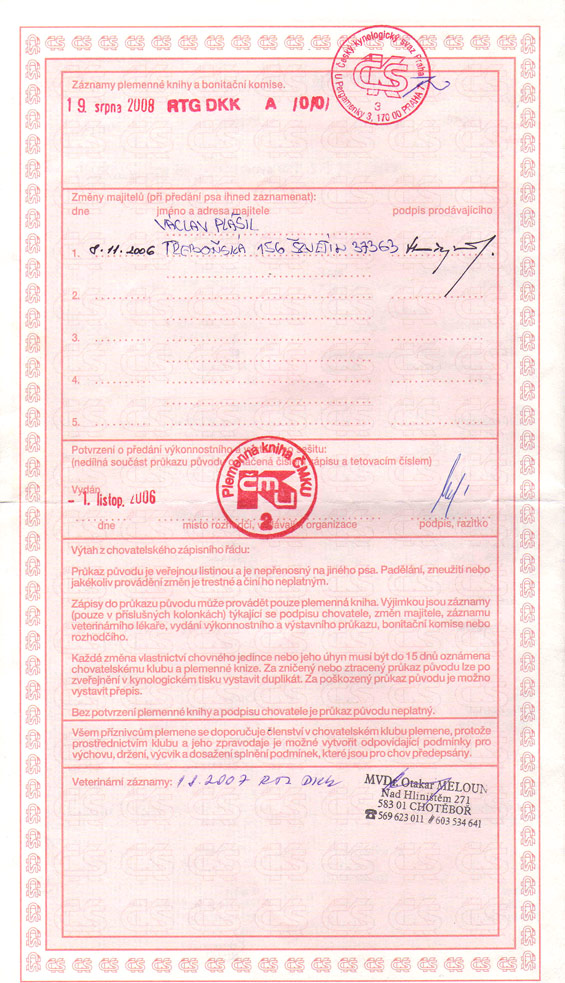 Český kynologický svaz Praha
U Pergamenky 3, 170 00 PRAHA 7
ČKS
3
Záznamy plemenné knihy a bonitační komise.
19. srpna 2008 RTG DKK A /0/0/
Změny majitelů (při předání psa ihned zaznamenat):
dne jméno a adresa majitele podpis prodávajícího
VÁCLAV PLÁŠIL
1. 8.11.2006 TŘEBOŇSKÁ 156 ŠEVĚTÍN 37363
2.
3.
4.
5.
Potvrzení o předání výkonnostního a sešitu:
(nedílná součást průkazu původu označená číslem zápisu a tetovacím číslem)
Plemenná kniha ČMKU
ČMKU
2
Vydán
- 1. listop. 2006
dne místo rozhodčí, vydávající organizace podpis, razítko
Výtah z chovatelského zápisního řádu:
Průkaz původu je veřejnou listinou a je nepřenosný na jiného psa. Padělání, zneužití nebo
jakékoliv provádění změn je trestné a činí ho neplatným.
Zápisy do průkazu původu může provádět pouze plemenná kniha. Výjimkou jsou záznamy
(pouze v příslušných kolonkách) týkající se podpisu chovatele, změn majitele, záznamu
veterinárního lékaře, vydání výkonnostního a výstavního průkazu, bonitační komise nebo
rozhodčího.
Každá změna vlastnictví chovného jedince nebo jeho úhyn musí být do 15 dnů oznámena
chovatelskému klubu a plemenné knize. Za zničený nebo ztracený průkaz původu lze po
zveřejnění v kynologickém tisku vystavit duplikát. Za poškozený průkaz původu je možno
vystavit přepis.
Bez potvrzení plemenné knihy a podpisu chovatele je průkaz původu neplatný.
Všem příznivcům plemene se doporučuje členství v chovatelském klubu plemene, protože
prostřednictvím klubu a jeho zpravodaje je možné vytvořit odpovídající podmínky pro
výchovu, držení, výcvik a dosažení splnění podmínek, které jsou pro chov předepsány.
Veterinární záznamy: 1.8.2007 RTG DKK
MVDr. Otakar MELOUN
Nad Hliništěm 271
583 01 CHOTĚBOŘ
☎ 569 623 011 603 534 641